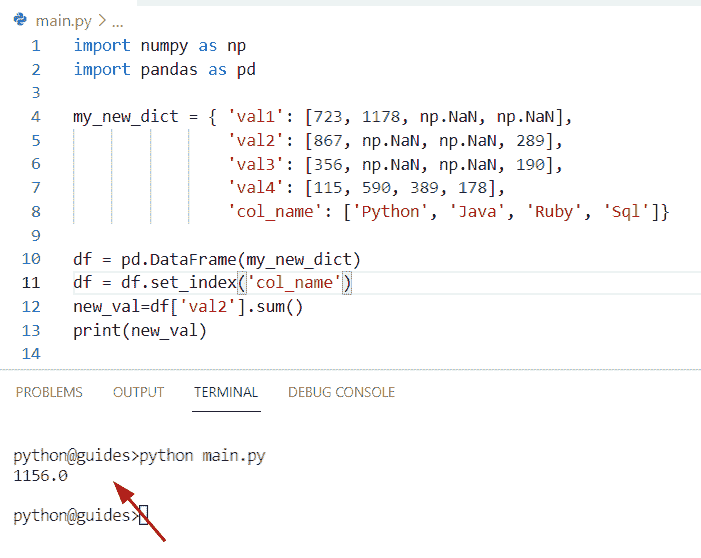 main.py > ...
1 import numpy as np
2 import pandas as pd
3
4 my_new_dict = { 'val1': [723, 1178, np.NaN, np.NaN],
5 'val2': [867, np.NaN, np.NaN, 289],
6 'val3': [356, np.NaN, np.NaN, 190],
7 'val4': [115, 590, 389, 178],
8 'col_name': ['Python', 'Java', 'Ruby', 'Sql']}
9
10 df = pd.DataFrame(my_new_dict)
11 df = df.set_index('col_name')
12 new_val=df['val2'].sum()
13 print(new_val)
14
PROBLEMS OUTPUT TERMINAL DEBUG CONSOLE
python@guides>python main.py
1156.0
python@guides>